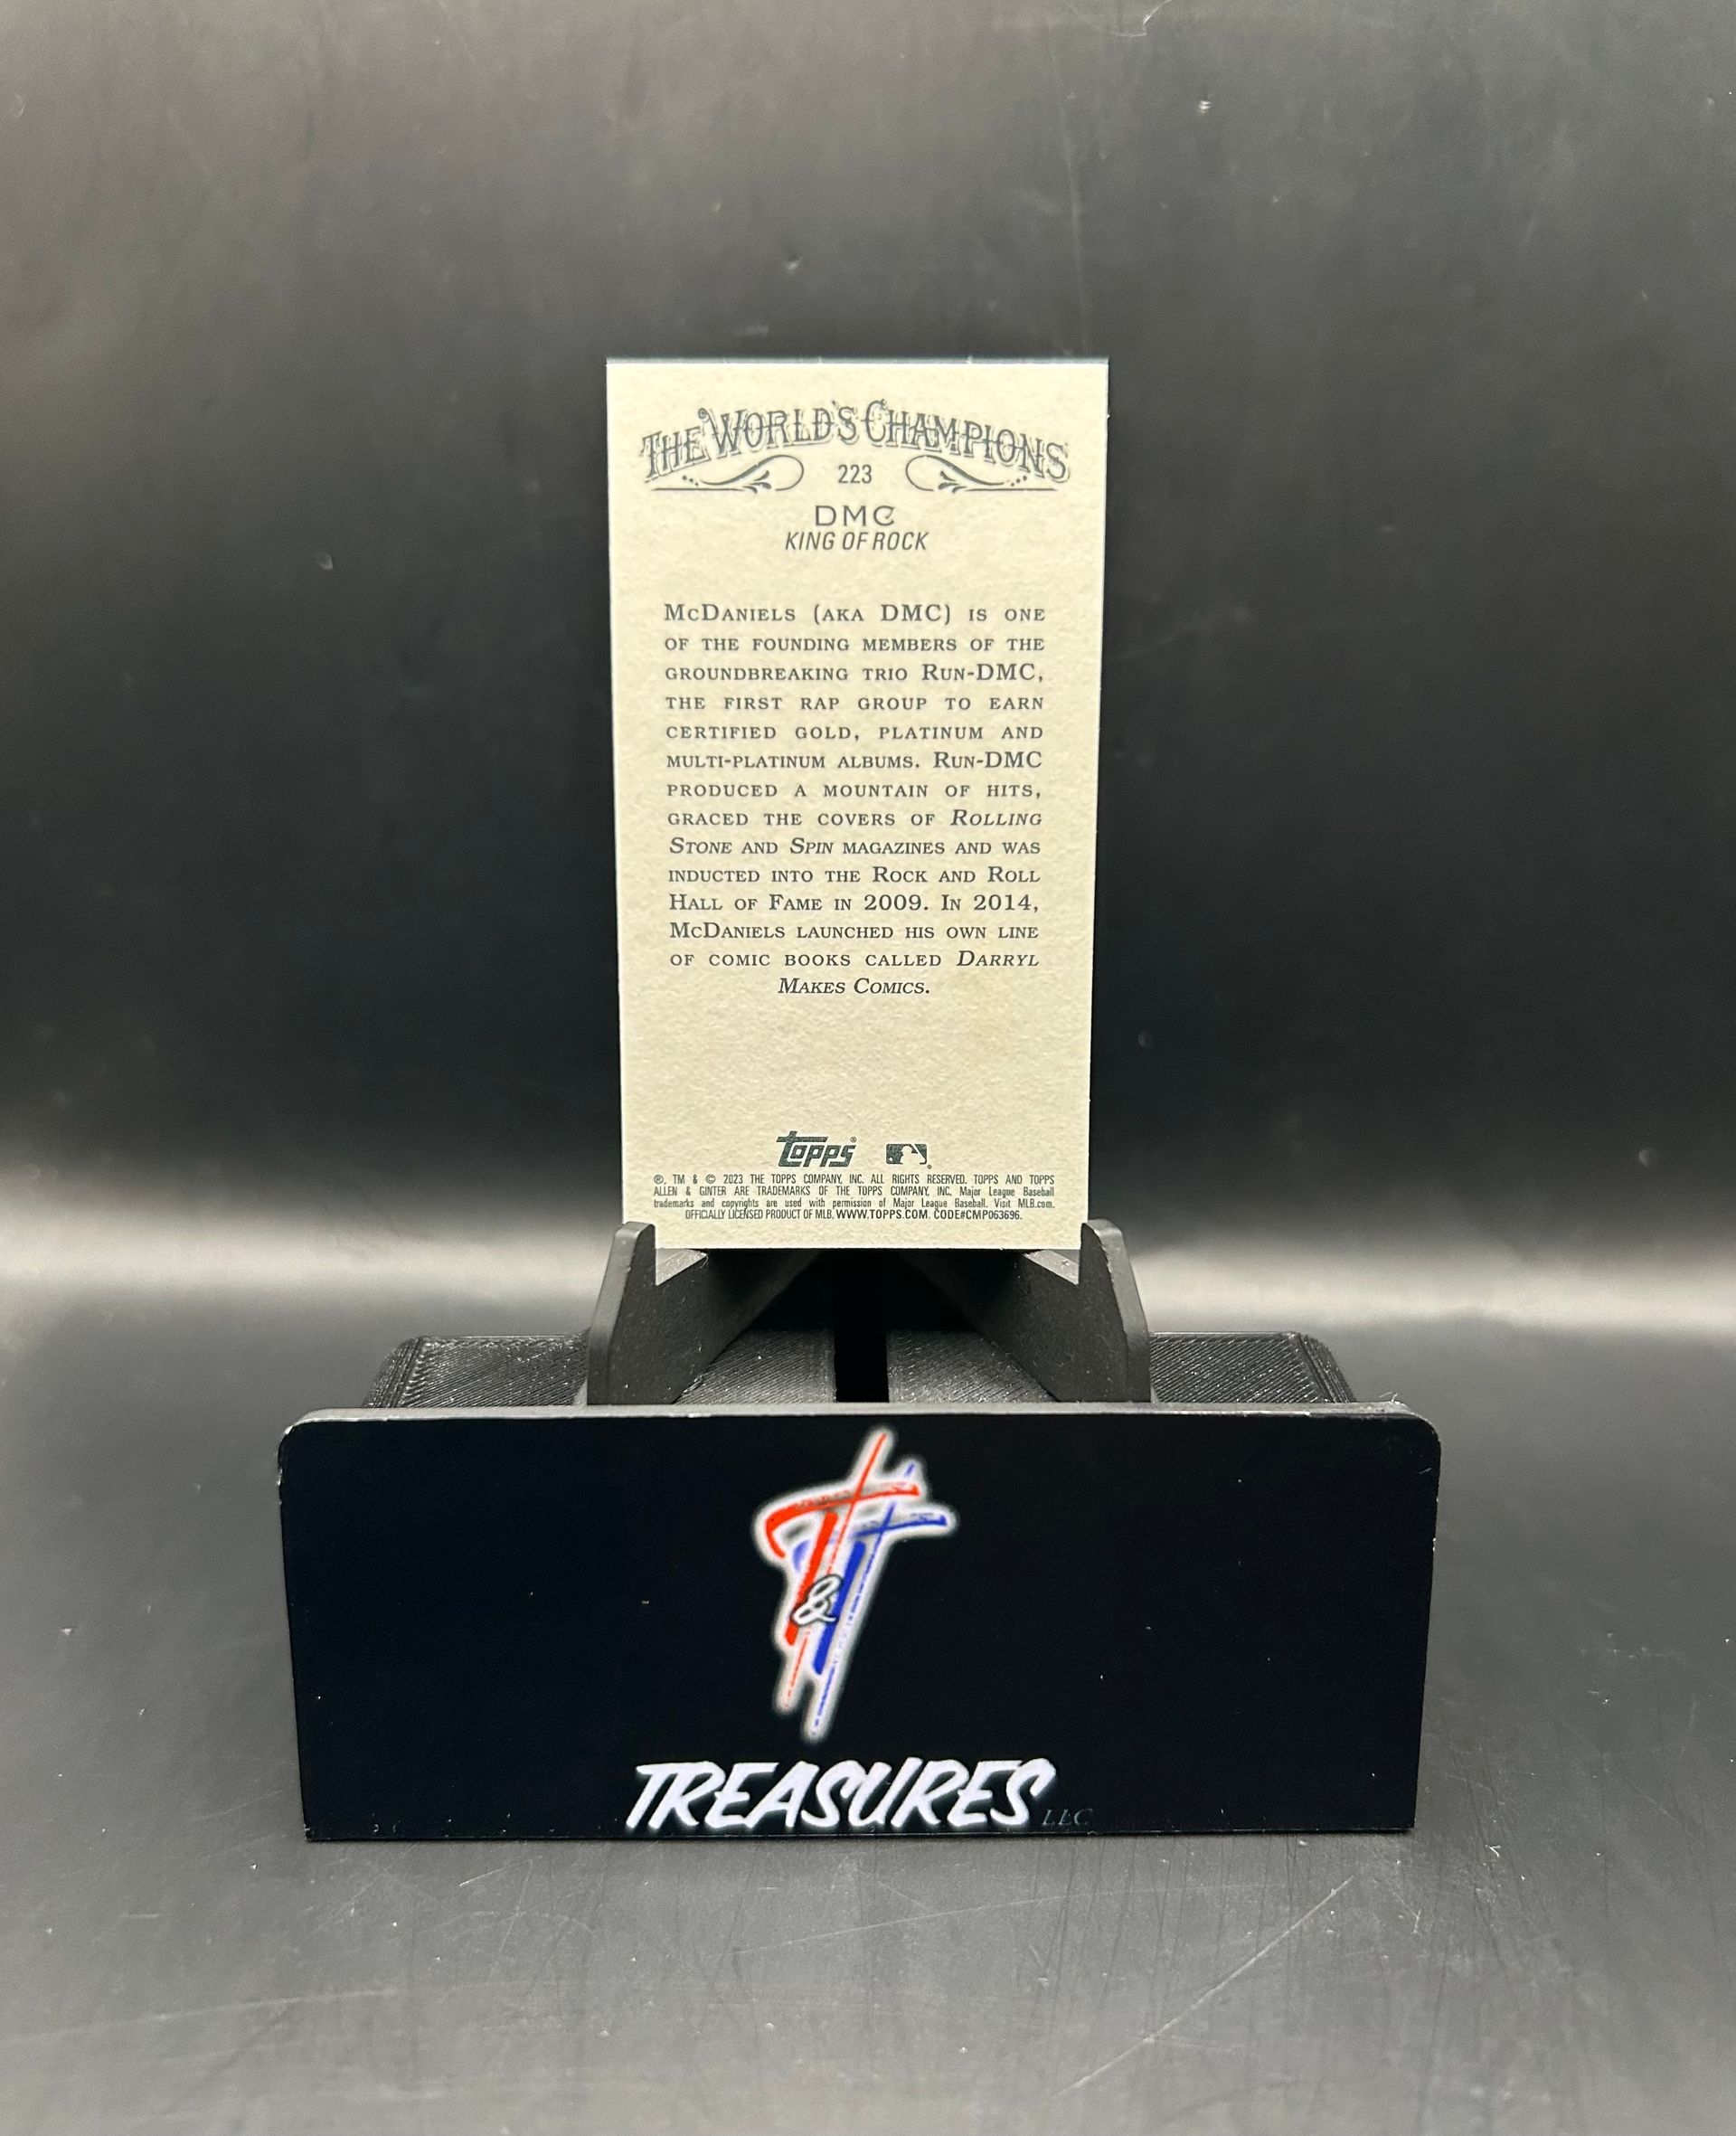 The World's Champions
223
DMC
KING OF ROCK
McDaniels (aka DMC) is one
of the founding members of the
groundbreaking trio Run-DMC,
the first rap group to earn
certified gold, platinum and
multi-platinum albums. Run-DMC
produced a mountain of hits,
graced the covers of Rolling
Stone and Spin magazines and was
inducted into the Rock and Roll
Hall of Fame in 2009. In 2014,
McDaniels launched his own line
of comic books called Darryl
Makes Comics.
Topps®
®, TM & © 2023 THE TOPPS COMPANY, INC. ALL RIGHTS RESERVED. TOPPS AND TOPPS
ALLEN & GINTER ARE TRADEMARKS OF THE TOPPS COMPANY, INC. Major League Baseball
trademarks and copyrights are used with permission of Major League Baseball. Visit MLB.com.
OFFICIALLY LICENSED PRODUCT OF MLB. WWW.TOPPS.COM. CODE#CMP063696.
T&T
TREASURES LLC